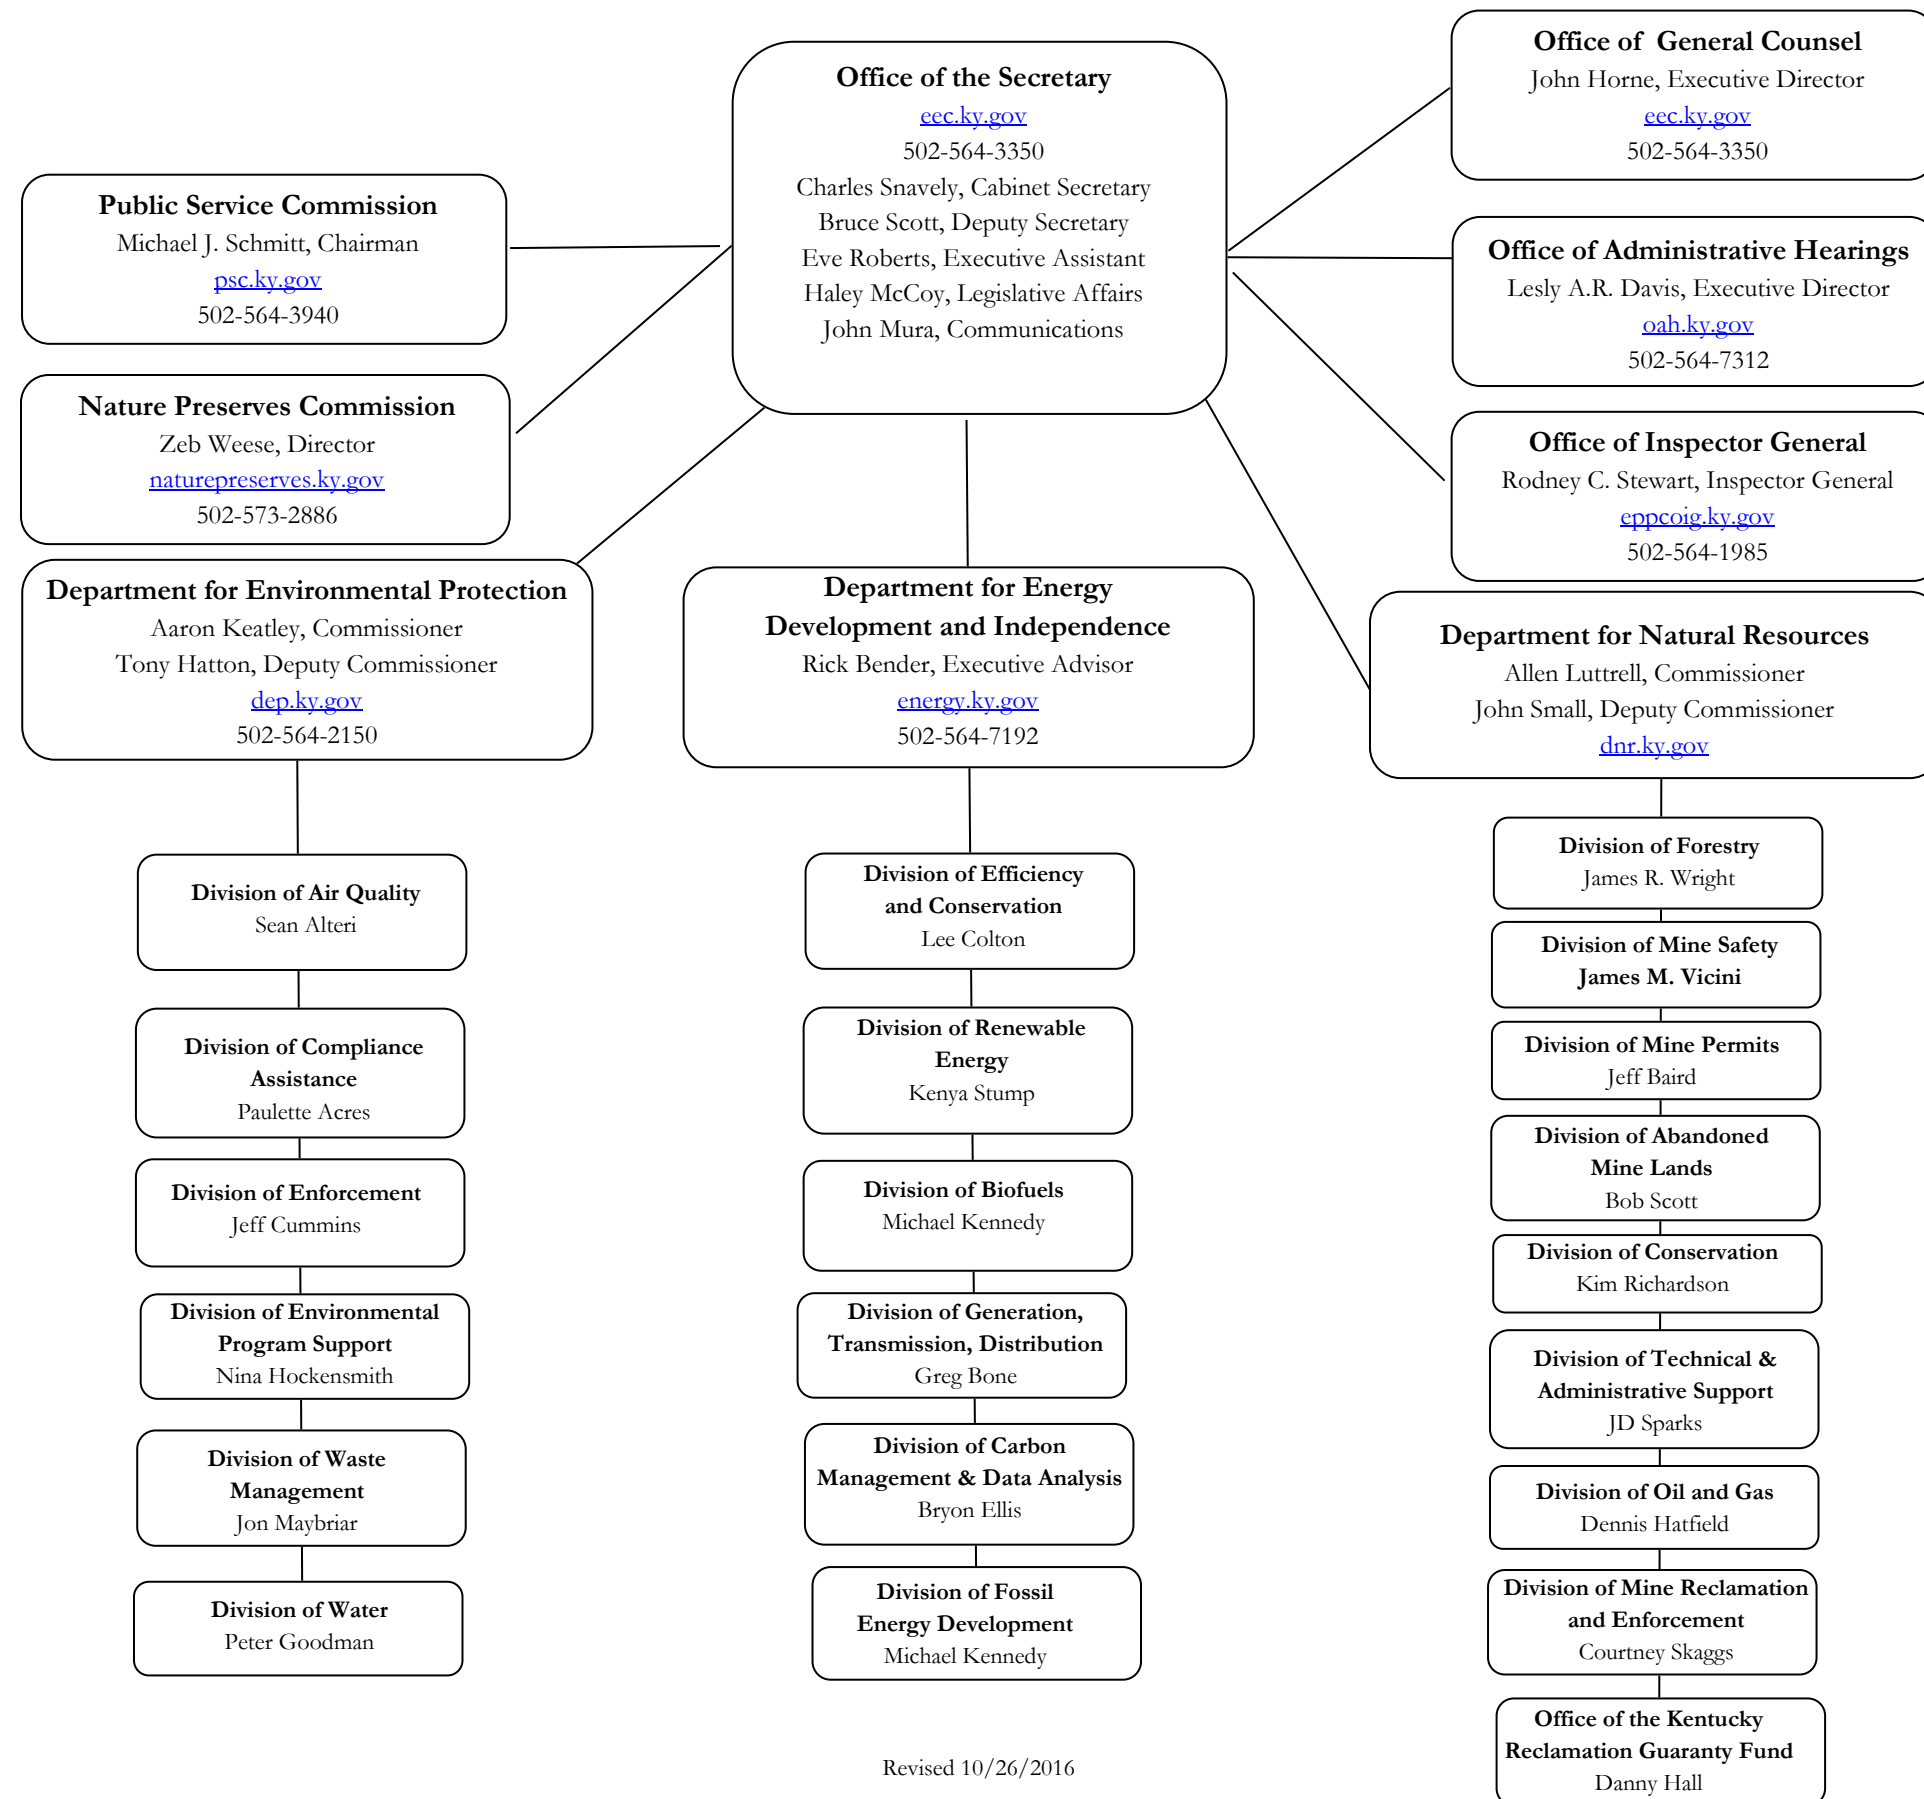 Office of the Secretary
eec.ky.gov
502-564-3350
Charles Snavely, Cabinet Secretary
Bruce Scott, Deputy Secretary
Eve Roberts, Executive Assistant
Haley McCoy, Legislative Affairs
John Mura, Communications
Office of  General Counsel
John Horne, Executive Director
eec.ky.gov
502-564-3350
Public Service Commission
Michael J. Schmitt, Chairman
psc.ky.gov
502-564-3940
Office of Administrative Hearings
Lesly A.R. Davis, Executive Director
oah.ky.gov
502-564-7312
Nature Preserves Commission
Zeb Weese, Director
naturepreserves.ky.gov
502-573-2886
Office of Inspector General
Rodney C. Stewart, Inspector General
eppcoig.ky.gov
502-564-1985
Department for Environmental Protection
Aaron Keatley, Commissioner
Tony Hatton, Deputy Commissioner
dep.ky.gov
502-564-2150
Division of Air Quality
Sean Alteri
Division of Compliance
Assistance
Paulette Acres
Division of Enforcement
Jeff Cummins
Division of Environmental
Program Support
Nina Hockensmith
Division of Waste
Management
Jon Maybriar
Division of Water
Peter Goodman
Department for Energy
Development and Independence
Rick Bender, Executive Advisor
energy.ky.gov
502-564-7192
Division of Efficiency
and Conservation
Lee Colton
Division of Renewable
Energy
Kenya Stump
Division of Biofuels
Michael Kennedy
Division of Generation,
Transmission, Distribution
Greg Bone
Division of Carbon
Management & Data Analysis
Bryon Ellis
Division of Fossil
Energy Development
Michael Kennedy
Department for Natural Resources
Allen Luttrell, Commissioner
John Small, Deputy Commissioner
dnr.ky.gov
Division of Forestry
James R. Wright
Division of Mine Safety
James M. Vicini
Division of Mine Permits
Jeff Baird
Division of Abandoned
Mine Lands
Bob Scott
Division of Conservation
Kim Richardson
Division of Technical &
Administrative Support
JD Sparks
Division of Oil and Gas
Dennis Hatfield
Division of Mine Reclamation
and Enforcement
Courtney Skaggs
Office of the Kentucky
Reclamation Guaranty Fund
Danny Hall
Revised 10/26/2016